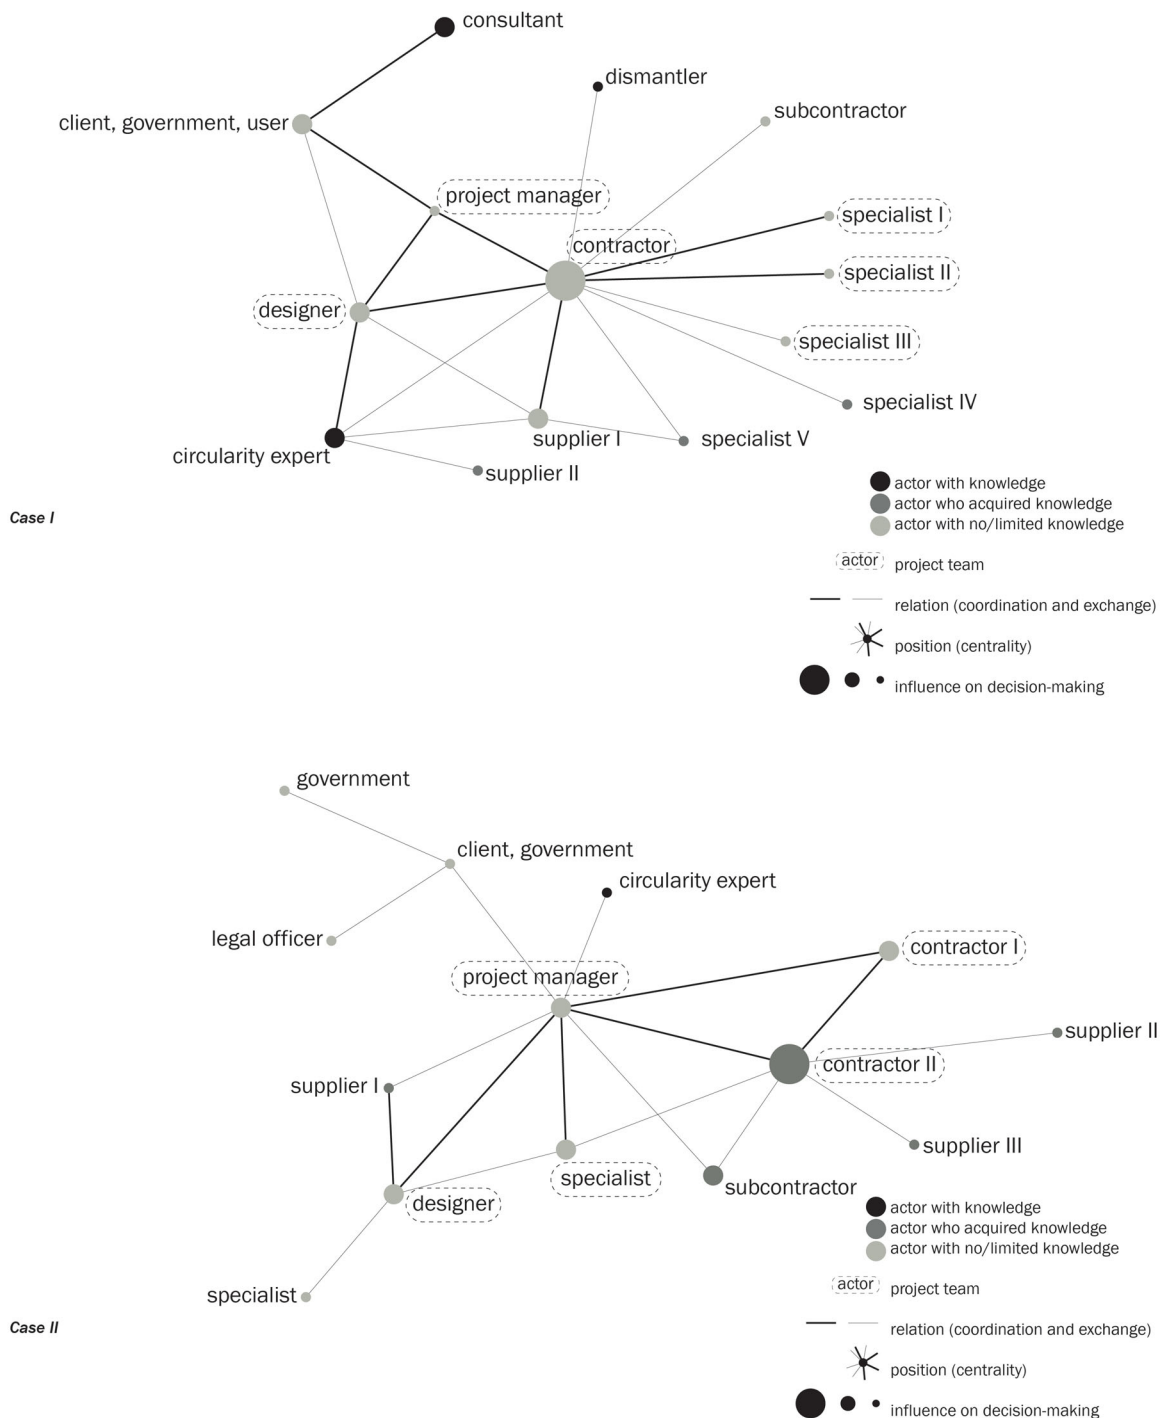 consultant
dismantler
client, government, user
subcontractor
project manager
specialist I
contractor
specialist II
designer
specialist III
specialist IV
supplier I
specialist V
circularity expert
supplier II
actor with knowledge
actor who acquired knowledge
Case I
actor with no/limited knowledge
actor
project team
relation (coordination and exchange)
position (centrality)
influence on decision-making
government
client, government
circularity expert
legal officer
contractor I
project manager
supplier II
contractor II
supplier I
supplier III
specialist
subcontractor
designer
actor with knowledge
actor who acquired knowledge
actor with no/limited knowledge
actor
project team
specialist
Case II
relation (coordination and exchange)
position (centrality)
influence on decision-making